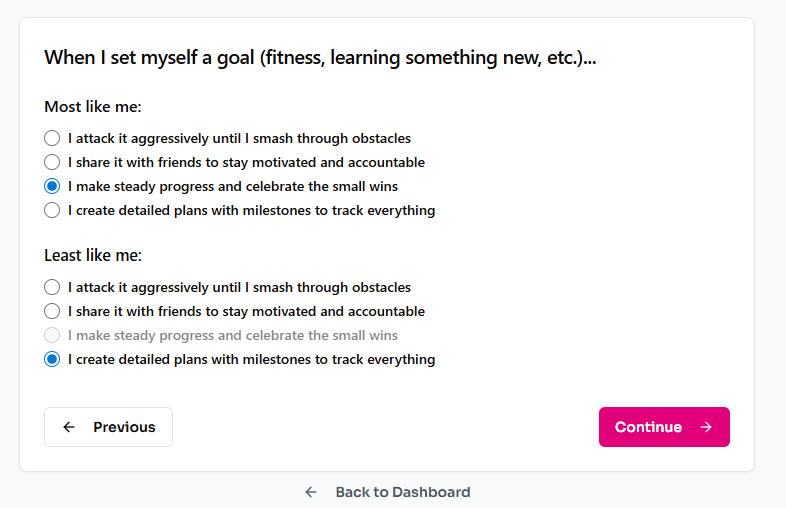 When I set myself a goal (fitness, learning something new, etc.)...
Most like me:
I attack it aggressively until I smash through obstacles
I share it with friends to stay motivated and accountable
I make steady progress and celebrate the small wins
I create detailed plans with milestones to track everything
Least like me:
I attack it aggressively until I smash through obstacles
I share it with friends to stay motivated and accountable
I make steady progress and celebrate the small wins
I create detailed plans with milestones to track everything
Previous
Continue
Back to Dashboard